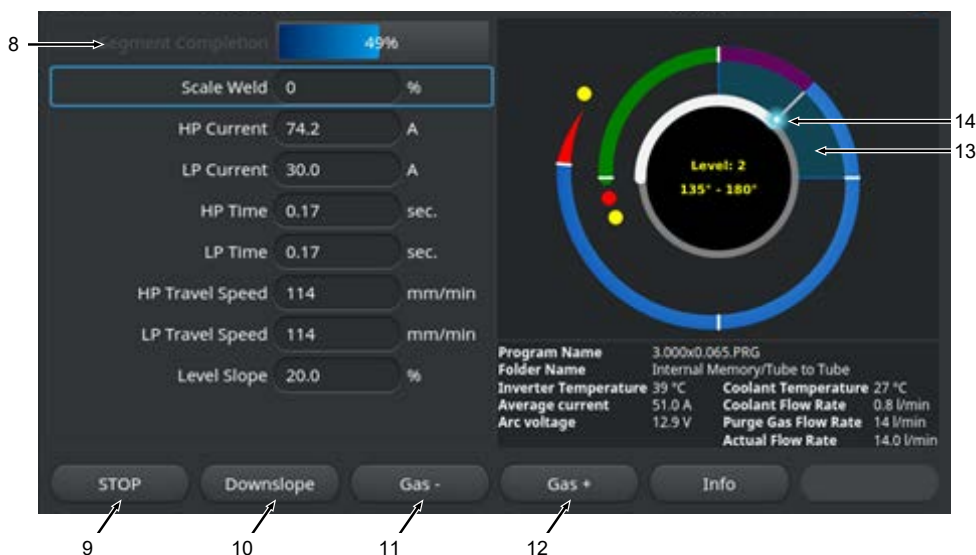 8
Segment Completion 49%
Scale Weld 0 %
HP Current 74.2 A
LP Current 30.0 A
HP Time 0.17 sec.
LP Time 0.17 sec.
HP Travel Speed 114 mm/min
LP Travel Speed 114 mm/min
Level Slope 20.0 %
14
13
Level: 2
135° - 180°
Program Name 3.000x0.065.PRG
Folder Name Internal Memory/Tube to Tube
Inverter Temperature 39 °C Coolant Temperature 27 °C
Average current 51.0 A Coolant Flow Rate 0.8 l/min
Arc voltage 12.9 V Purge Gas Flow Rate 14 l/min
Actual Flow Rate 14.0 l/min
STOP Downslope Gas - Gas + Info
9 10 11 12